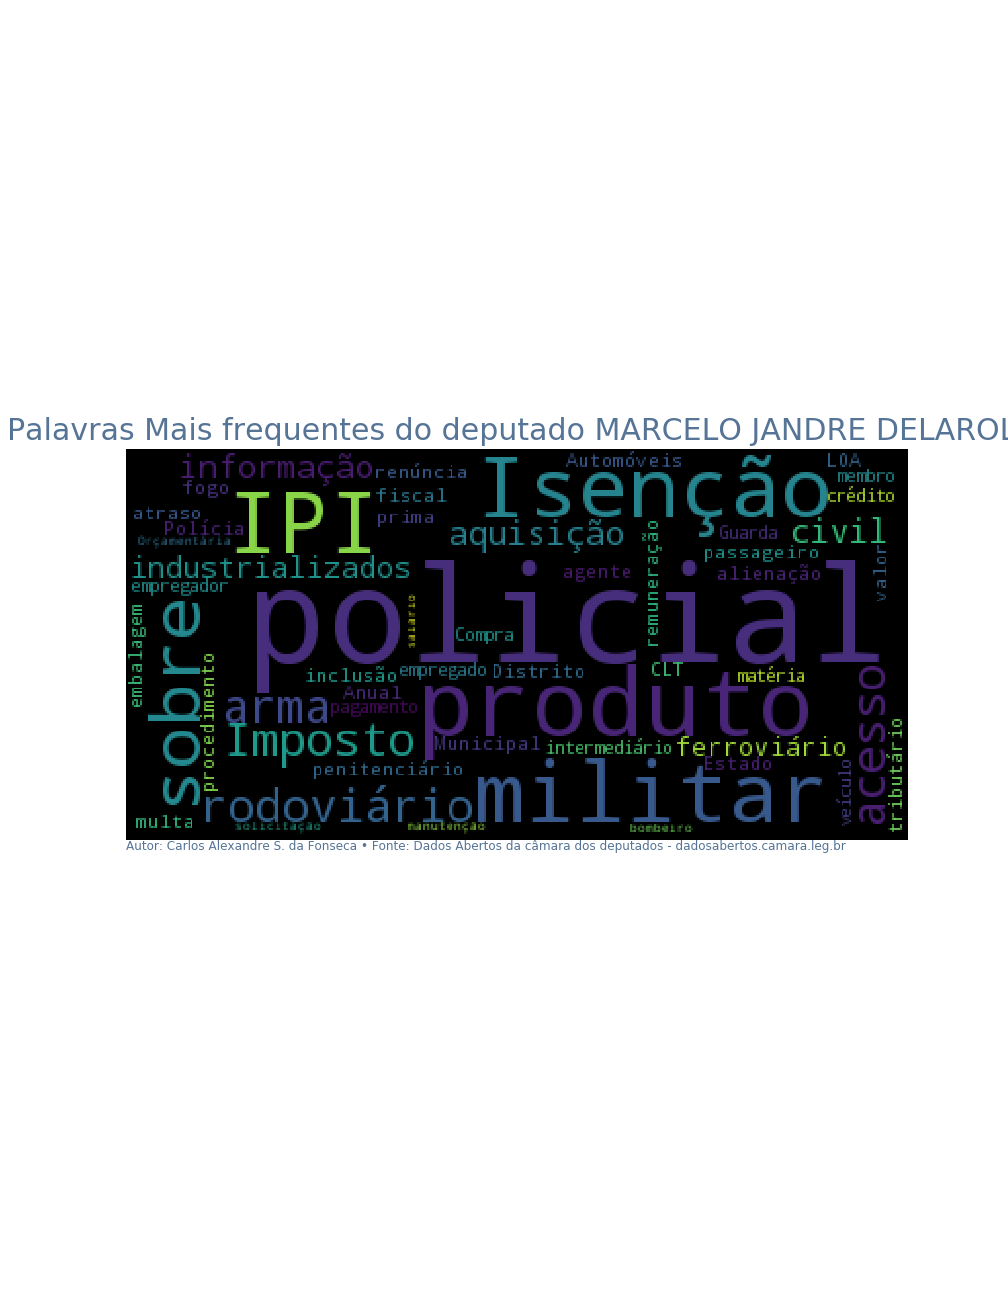 Palavras Mais frequentes do deputado MARCELO JANDRE DELAROL
informação
renúncia
Automóveis
LOA
Isenção
membro
fogo
IPI
fiscal
crédito
atraso
prima
Polícia
aquisição
Guarda
civil
Orçamentária
remuneração
passageiro
valor
industrializados
agente
alienação
empregador
policial
salário
embalagem
sobre
Compra
procedimento
inclusão
empregado
Distrito
CLT
matéria
produto
acesso
Anual
arma
pagamento
Imposto
Municipal
intermediário
ferroviário
tributário
Estado
penitenciário
militar
veículo
rodoviário
multa
solicitação
manutenção
bombeiro
Autor: Carlos Alexandre S. da Fonseca • Fonte: Dados Abertos da câmara dos deputados - dadosabertos.camara.leg.br